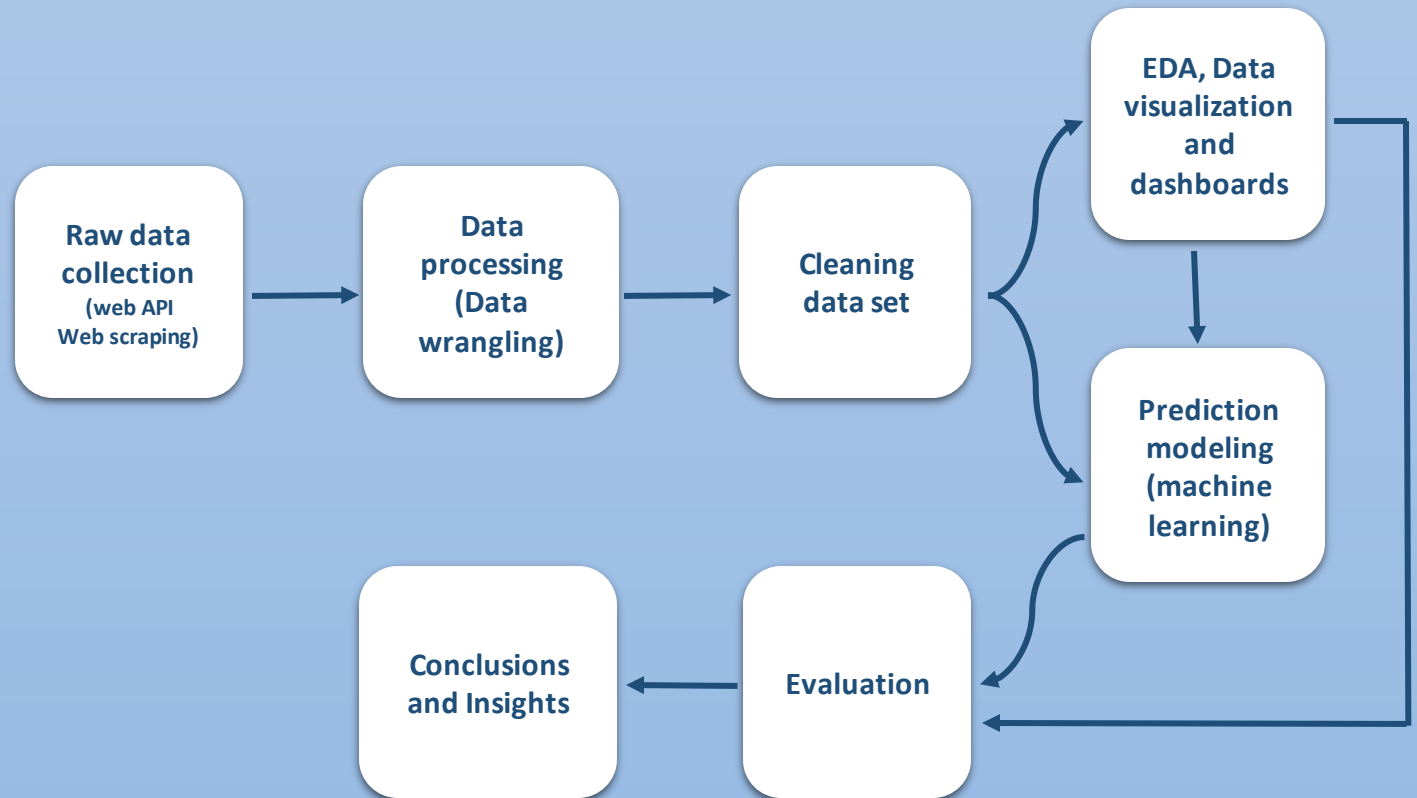 Raw data
collection
(web API
Web scraping)
Data
processing
(Data
wrangling)
Cleaning
data set
EDA, Data
visualization
and
dashboards
Prediction
modeling
(machine
learning)
Evaluation
Conclusions
and Insights